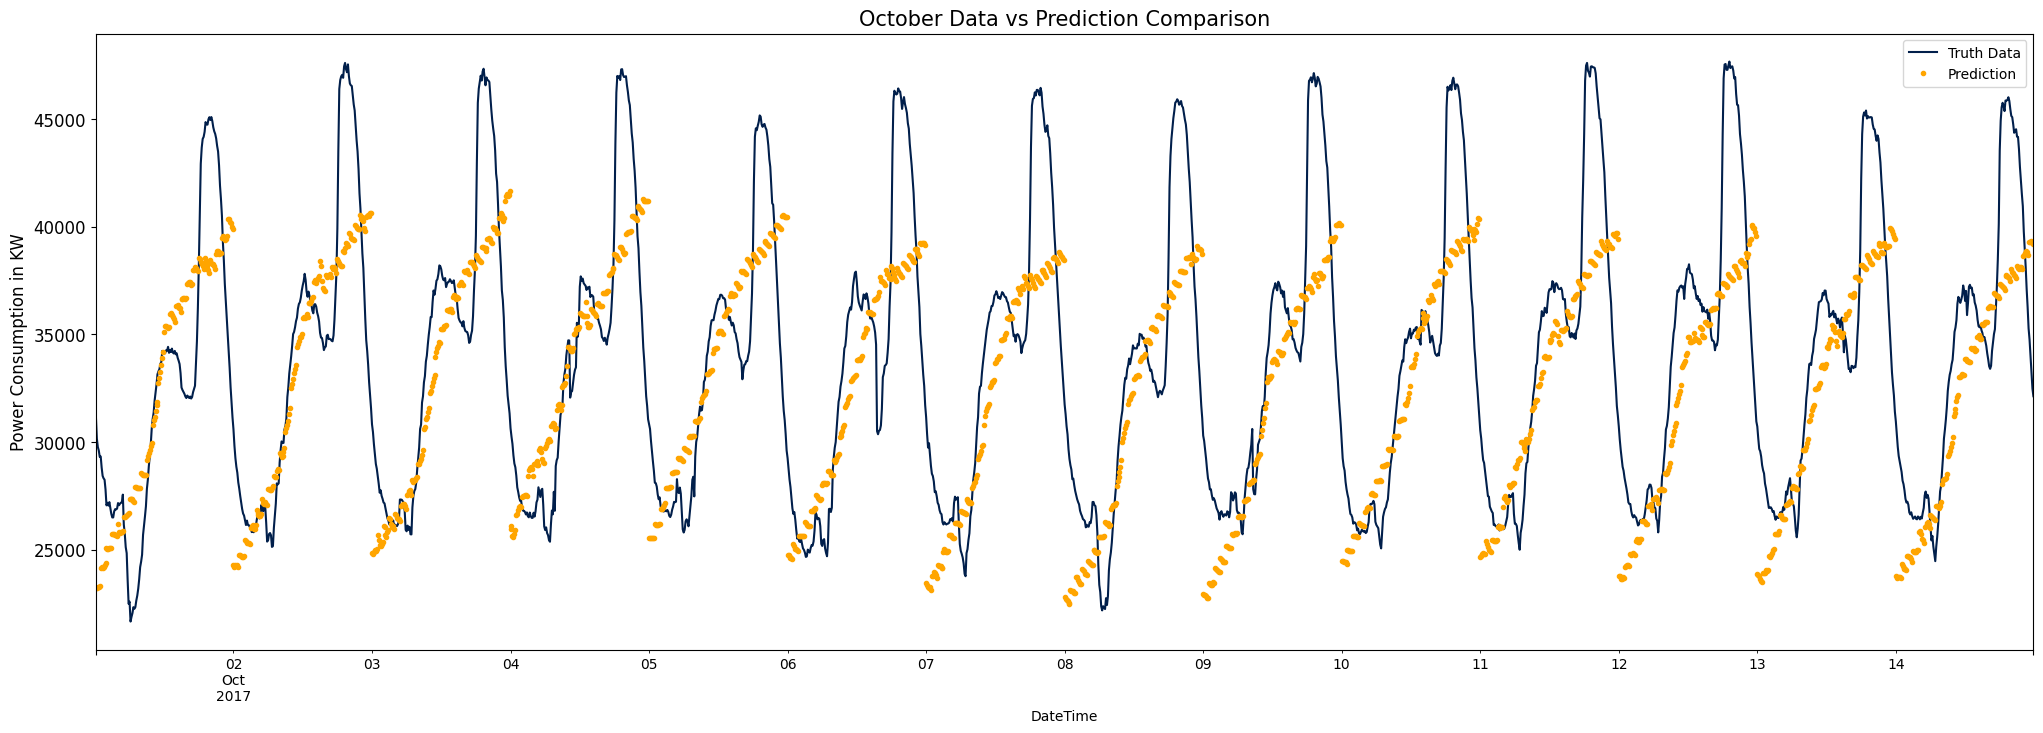 October Data vs Prediction Comparison
Truth Data
Prediction
Power Consumption in KW
45000
40000
35000
30000
25000
02 03 04 05 06 07 08 09 10 11 12 13 14
Oct
2017
DateTime